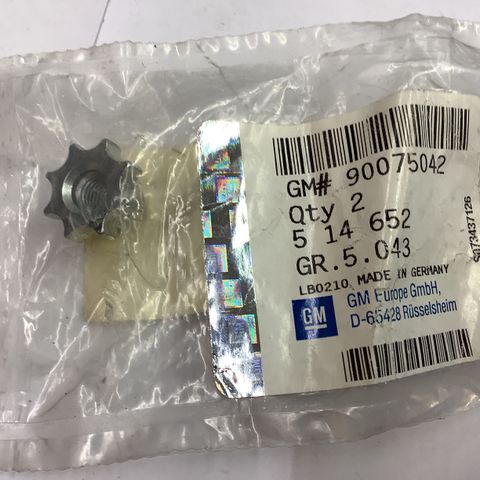 GM# 90075042
Qty 2
5 14 652
GR.5.043
LB0210 MADE IN GERMANY
GM
GM Europe GmbH,
D-65428 Rüsselsheim
S073437126